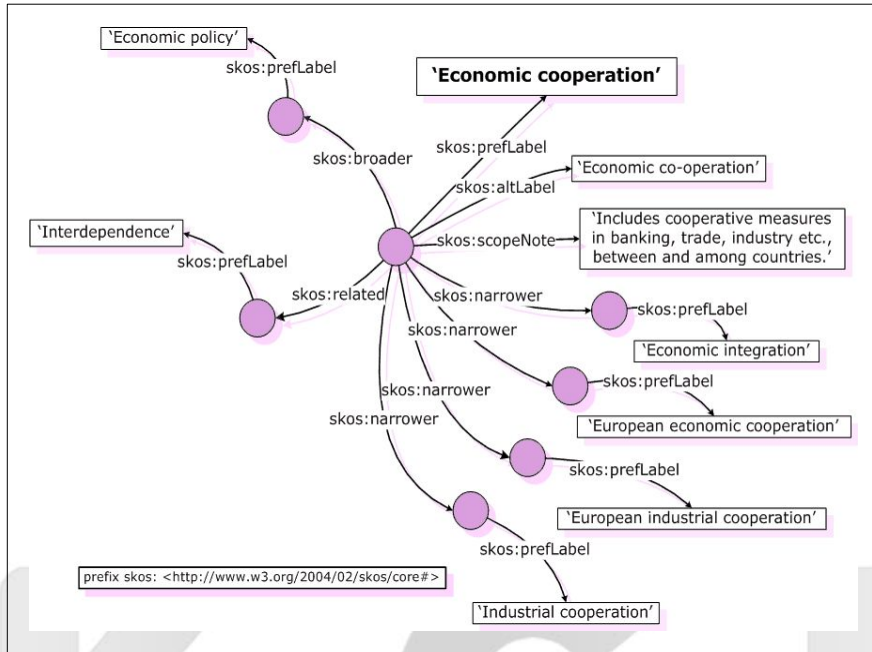 ‘Economic policy’
skos:prefLabel
‘Economic cooperation’
skos:prefLabel
skos:broader
skos:altLabel
‘Economic co-operation’
‘Interdependence’
skos:prefLabel
skos:scopeNote
‘Includes cooperative measures
in banking, trade, industry etc.,
between and among countries.’
skos:related
skos:narrower
skos:prefLabel
‘Economic integration’
skos:narrower
skos:prefLabel
‘European economic cooperation’
skos:narrower
skos:prefLabel
‘European industrial cooperation’
skos:narrower
skos:prefLabel
‘Industrial cooperation’
prefix skos: <http://www.w3.org/2004/02/skos/core#>